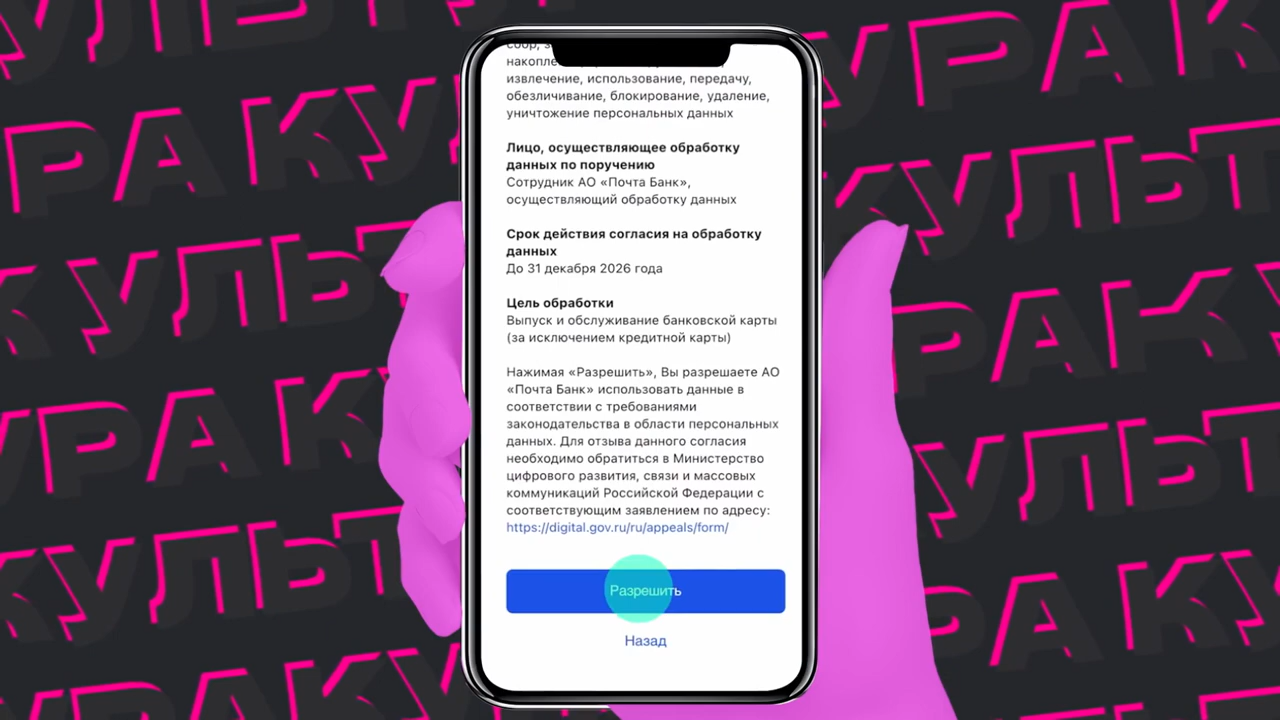 извлечение, использование, передачу,
обезличивание, блокирование, удаление,
уничтожение персональных данных
Лицо, осуществляющее обработку
данных по поручению
Сотрудник АО «Почта Банк»,
осуществляющий обработку данных
Срок действия согласия на обработку
данных
До 31 декабря 2026 года
Цель обработки
Выпуск и обслуживание банковской карты
(за исключением кредитной карты)
Нажимая «Разрешить», Вы разрешаете АО
«Почта Банк» использовать данные в
соответствии с требованиями
законодательства в области персональных
данных. Для отзыва данного согласия
необходимо обратиться в Министерство
цифрового развития, связи и массовых
коммуникаций Российской Федерации с
соответствующим заявлением по адресу:
https://digital.gov.ru/ru/appeals/form/
Разрешить
Назад